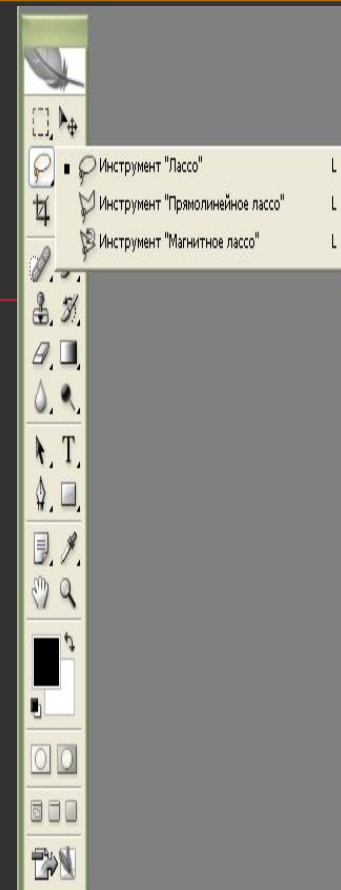 Инструмент "Лассо" L
Инструмент "Прямолинейное лассо" L
Инструмент "Магнитное лассо" L
T